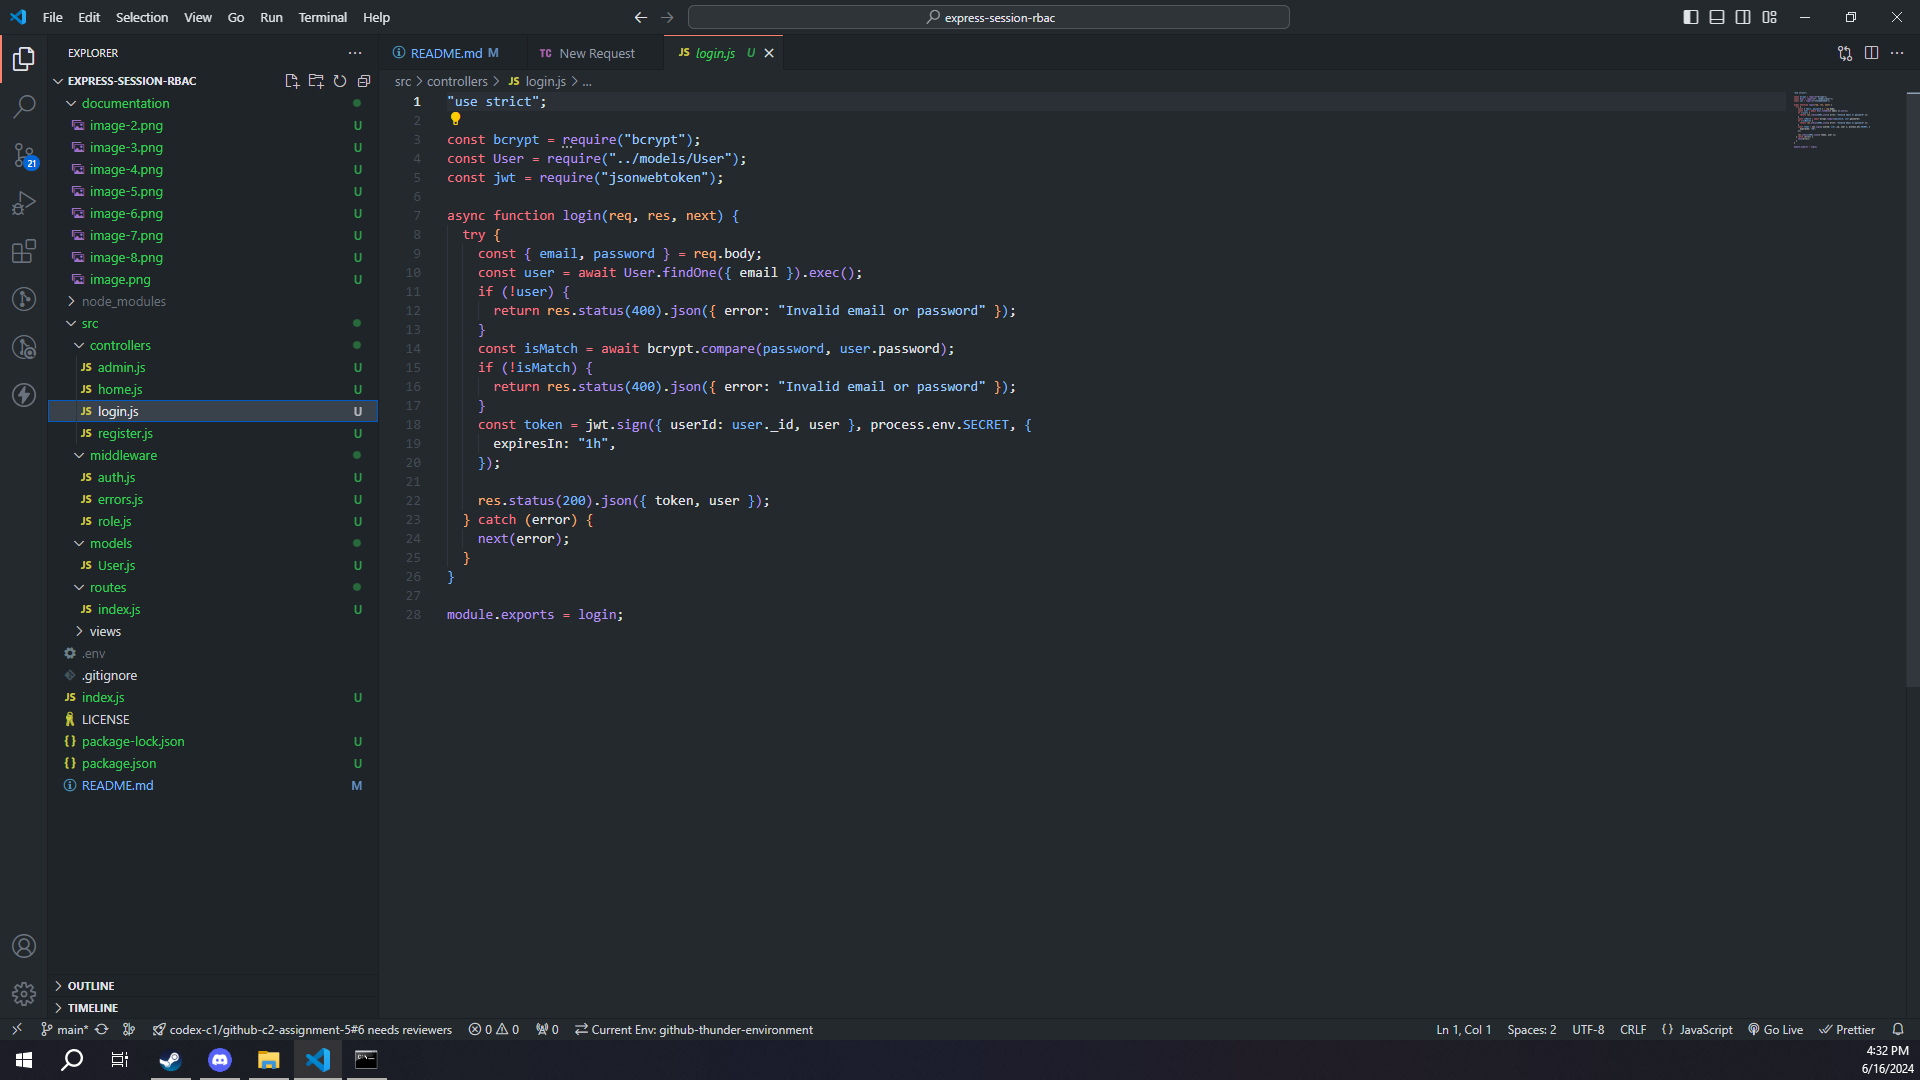 File Edit Selection View Go Run Terminal Help
express-session-rbac
EXPLORER
EXPRESS-SESSION-RBAC
documentation
image-2.png U
image-3.png U
image-4.png U
image-5.png U
image-6.png U
image-7.png U
image-8.png U
image.png U
node_modules
src
controllers
JS admin.js U
JS home.js U
JS login.js U
JS register.js U
middleware
JS auth.js U
JS errors.js U
JS role.js U
models
JS User.js U
routes
JS index.js U
views
.env
.gitignore
JS index.js U
LICENSE
{} package-lock.json U
{} package.json U
README.md M
OUTLINE
TIMELINE
21
README.md M
TC New Request
JS login.js U
src > controllers > JS login.js > ...
1 "use strict";
2
3 const bcrypt = require("bcrypt");
4 const User = require("../models/User");
5 const jwt = require("jsonwebtoken");
6
7 async function login(req, res, next) {
8 try {
9 const { email, password } = req.body;
10 const user = await User.findOne({ email }).exec();
11 if (!user) {
12 return res.status(400).json({ error: "Invalid email or password" });
13 }
14 const isMatch = await bcrypt.compare(password, user.password);
15 if (!isMatch) {
16 return res.status(400).json({ error: "Invalid email or password" });
17 }
18 const token = jwt.sign({ userId: user._id, user }, process.env.SECRET, {
19 expiresIn: "1h",
20 });
21
22 res.status(200).json({ token, user });
23 } catch (error) {
24 next(error);
25 }
26 }
27
28 module.exports = login;
main* codex-c1/github-c2-assignment-5#6 needs reviewers 0 0 0 Current Env: github-thunder-environment
Ln 1, Col 1 Spaces: 2 UTF-8 CRLF {} JavaScript Go Live Prettier
4:32 PM
6/16/2024